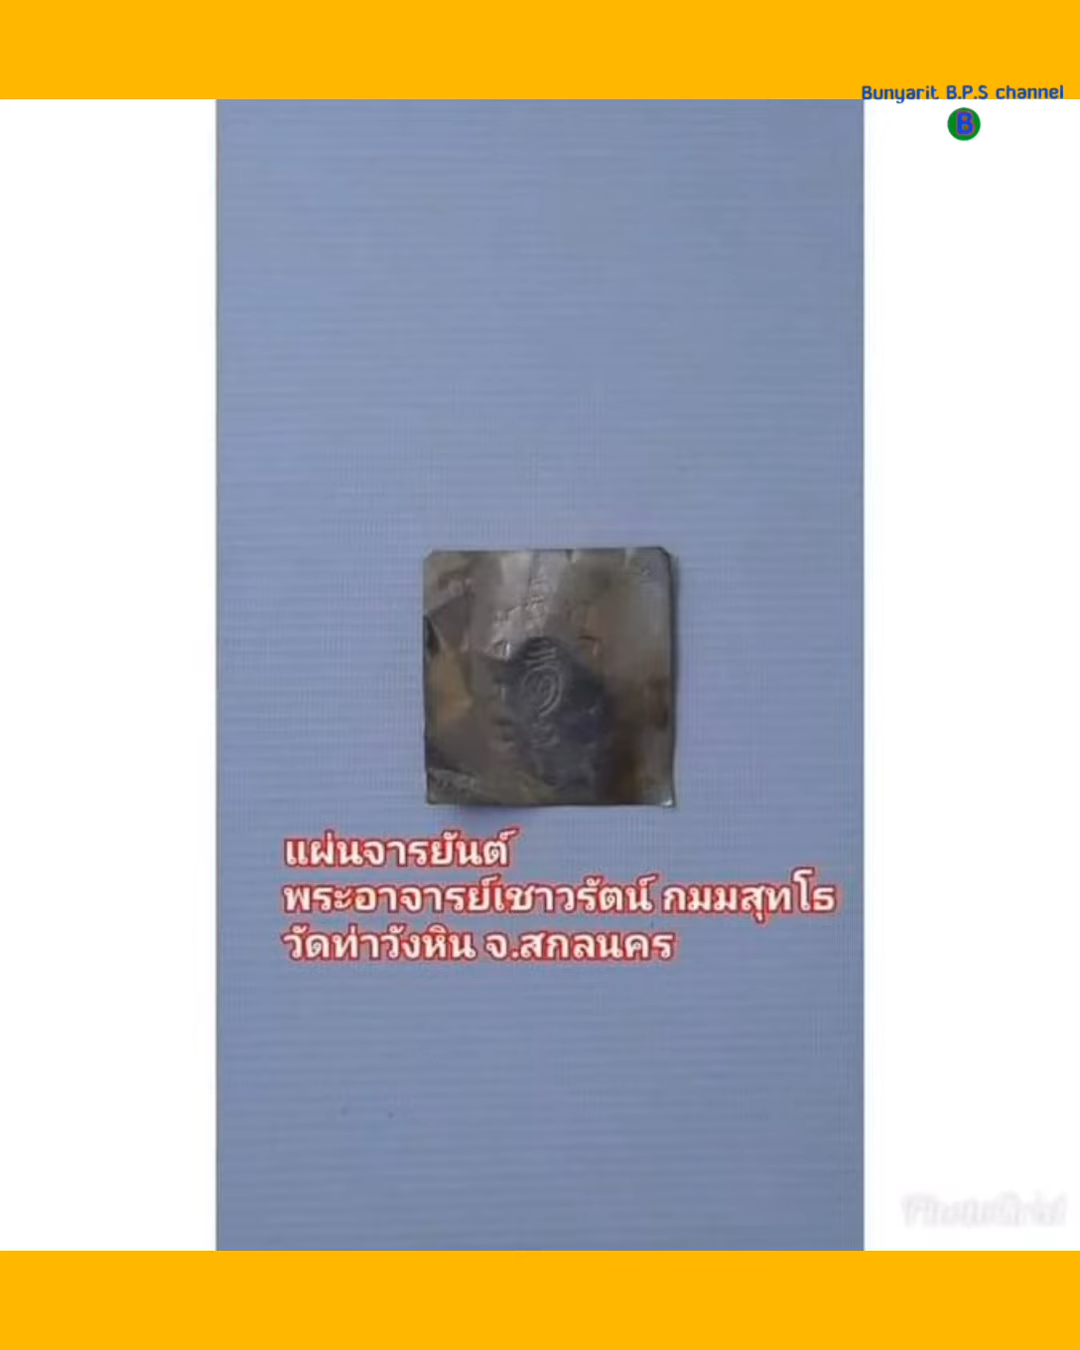 Bunyarit B.P.S channel
B
แผ่นจารยันต์
พระอาจารย์เชาวรัตน์ กมมสุทโธ
วัดท่าวังหิน จ.สกลนคร
PhotoGrid